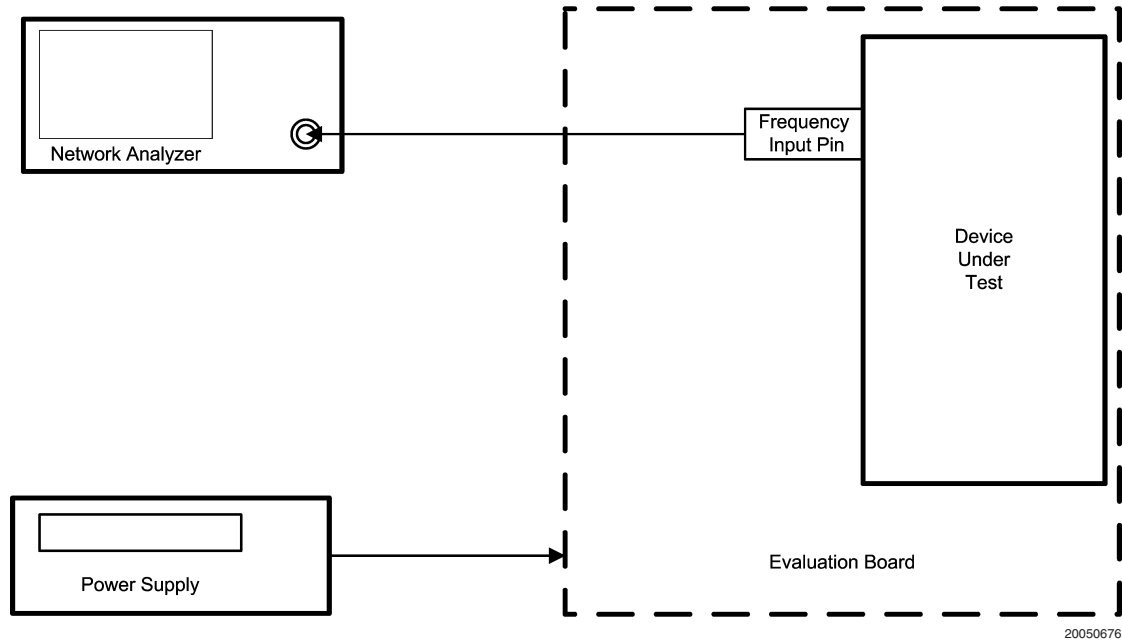 Network Analyzer
Frequency
Input Pin
Device
Under
Test
Power Supply
Evaluation Board
20050676